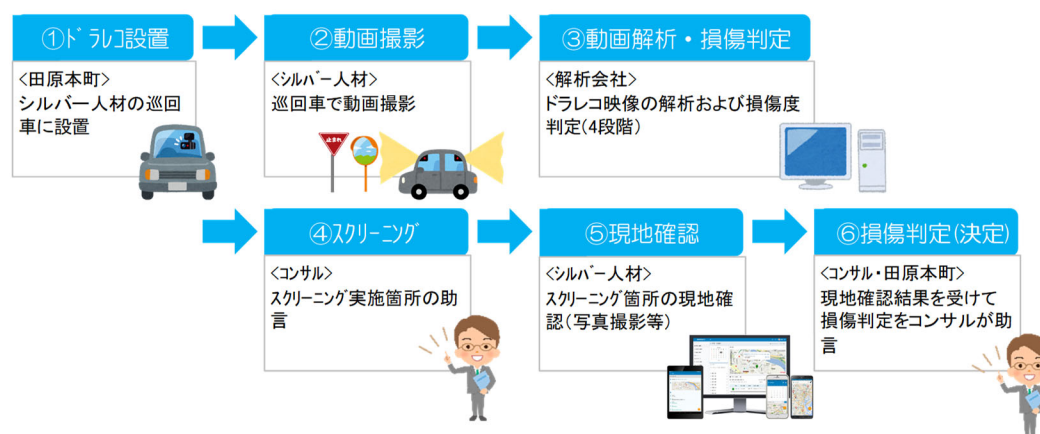 ①ﾄﾞﾗﾚｺ設置
<田原本町>
シルバー人材の巡回
車に設置
②動画撮影
<ｼﾙﾊﾞｰ人材>
巡回車で動画撮影
止まれ
③動画解析・損傷判定
<解析会社>
ドラレコ映像の解析および損傷度
判定(4段階)
④ｽｸﾘｰﾆﾝｸﾞ
<ｺﾝｻﾙ>
ｽｸﾘｰﾆﾝｸﾞ実施箇所の助
言
⑤現地確認
<ｼﾙﾊﾞｰ人材>
ｽｸﾘｰﾆﾝｸﾞ箇所の現地確
認(写真撮影等)
⑥損傷判定(決定)
<ｺﾝｻﾙ・田原本町>
現地確認結果を受けて
損傷判定をコンサルが助
言